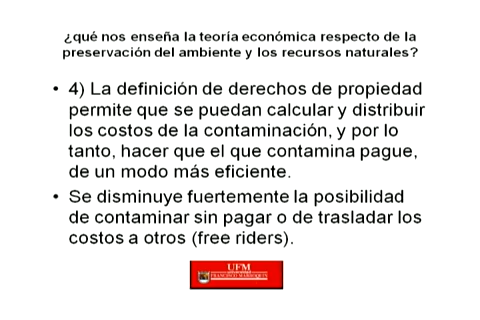 ¿qué nos enseña la teoría económica respecto de la
preservación del ambiente y los recursos naturales?
• 4) La definición de derechos de propiedad
permite que se puedan calcular y distribuir
los costos de la contaminación, y por lo
tanto, hacer que el que contamina pague,
de un modo más eficiente.
• Se disminuye fuertemente la posibilidad
de contaminar sin pagar o de trasladar los
costos a otros (free riders).
UFM
FRANCISCO MARROQUÍN